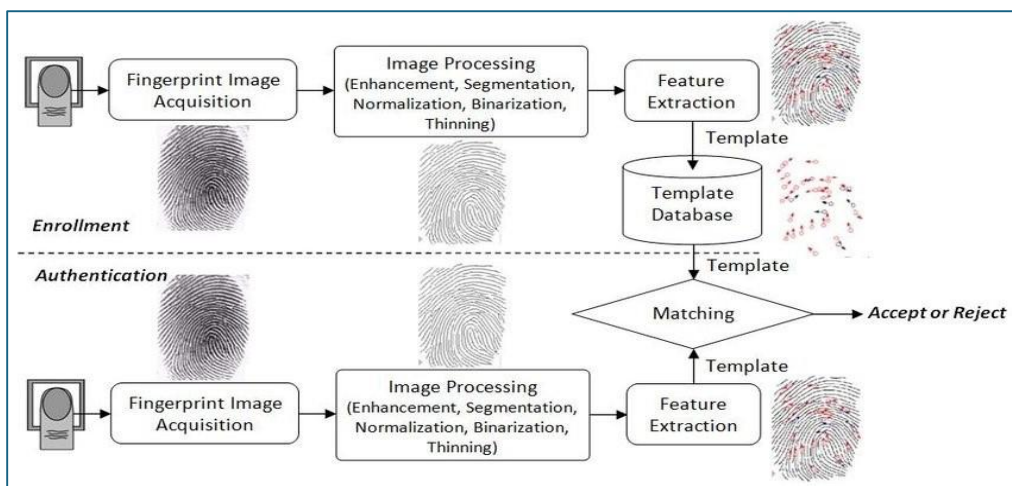 Fingerprint Image
Acquisition
Image Processing
(Enhancement, Segmentation,
Normalization, Binarization,
Thinning)
Feature
Extraction
Template
Template
Database
Enrollment
Authentication
Template
Matching
Accept or Reject
Template
Fingerprint Image
Acquisition
Image Processing
(Enhancement, Segmentation,
Normalization, Binarization,
Thinning)
Feature
Extraction